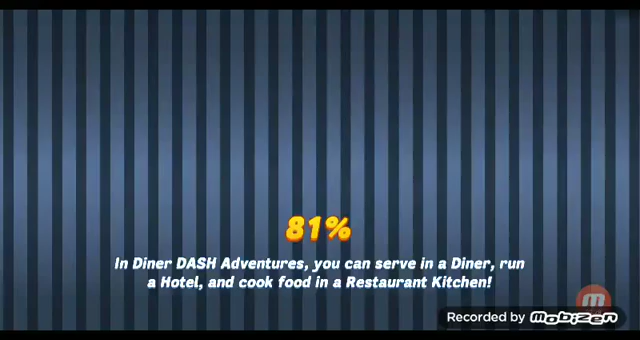 81%
In Diner DASH Adventures, you can serve in a Diner, run
a Hotel, and cook food in a Restaurant Kitchen!
Recorded by Mobizen